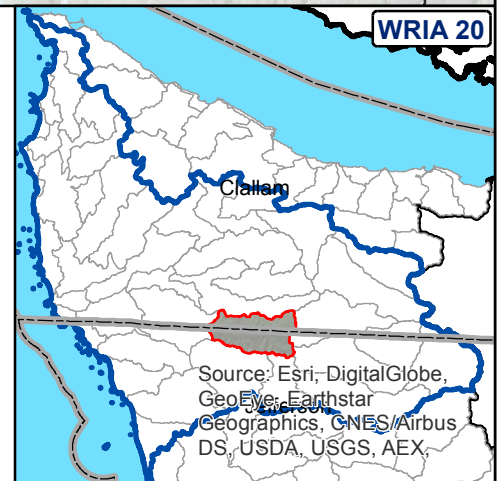 WRIA 20
Clallam
Source: Esri, DigitalGlobe,
GeoEye, Earthstar
Geographics, CNES/Airbus
DS, USDA, USGS, AEX,